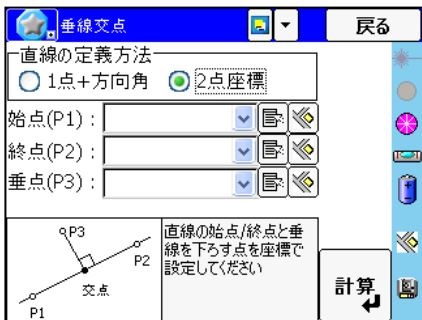 垂線交点
戻る
直線の定義方法
1点+方向角
2点座標
始点(P1) :
終点(P2) :
垂点(P3) :
P3
P2
交点
P1
直線の始点/終点と垂
線を下ろす点を座標で
設定してください
計算